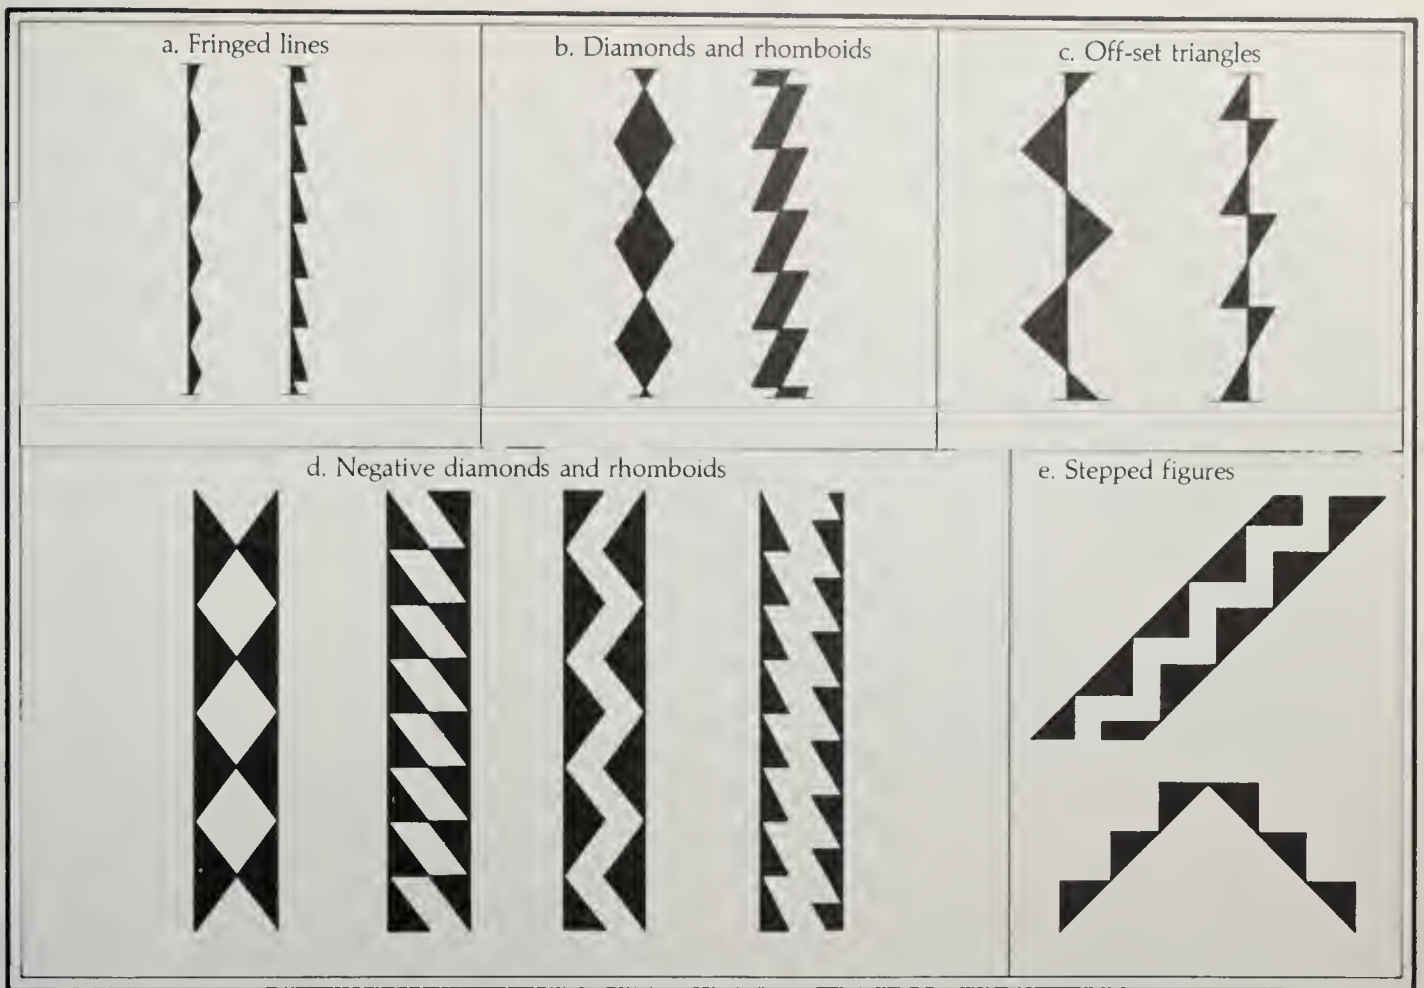 a. Fringed lines
b. Diamonds and rhomboids
c. Off-set triangles
d. Negative diamonds and rhomboids
e. Stepped figures